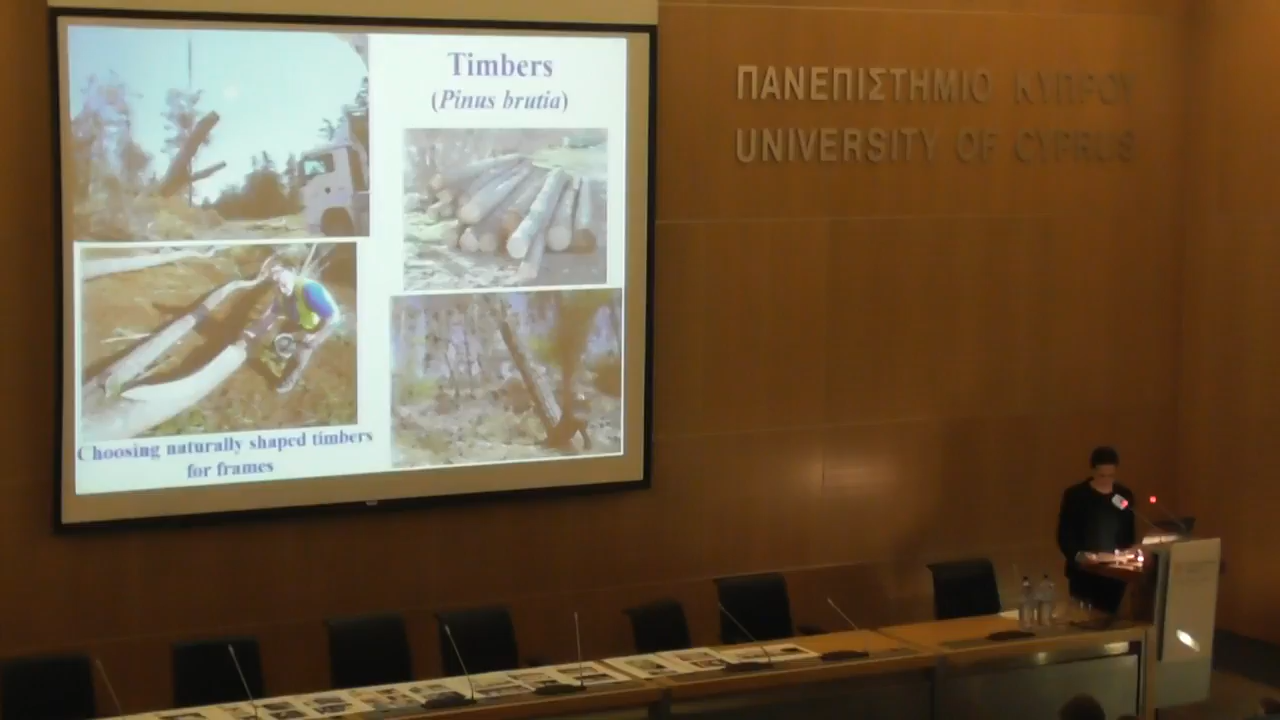 Timbers
(Pinus brutia)
Choosing naturally shaped timbers
for frames
ΠΑΝΕΠΙΣΤΗΜΙΟ ΚΥΠΡΟΥ
UNIVERSITY OF CYPRUS